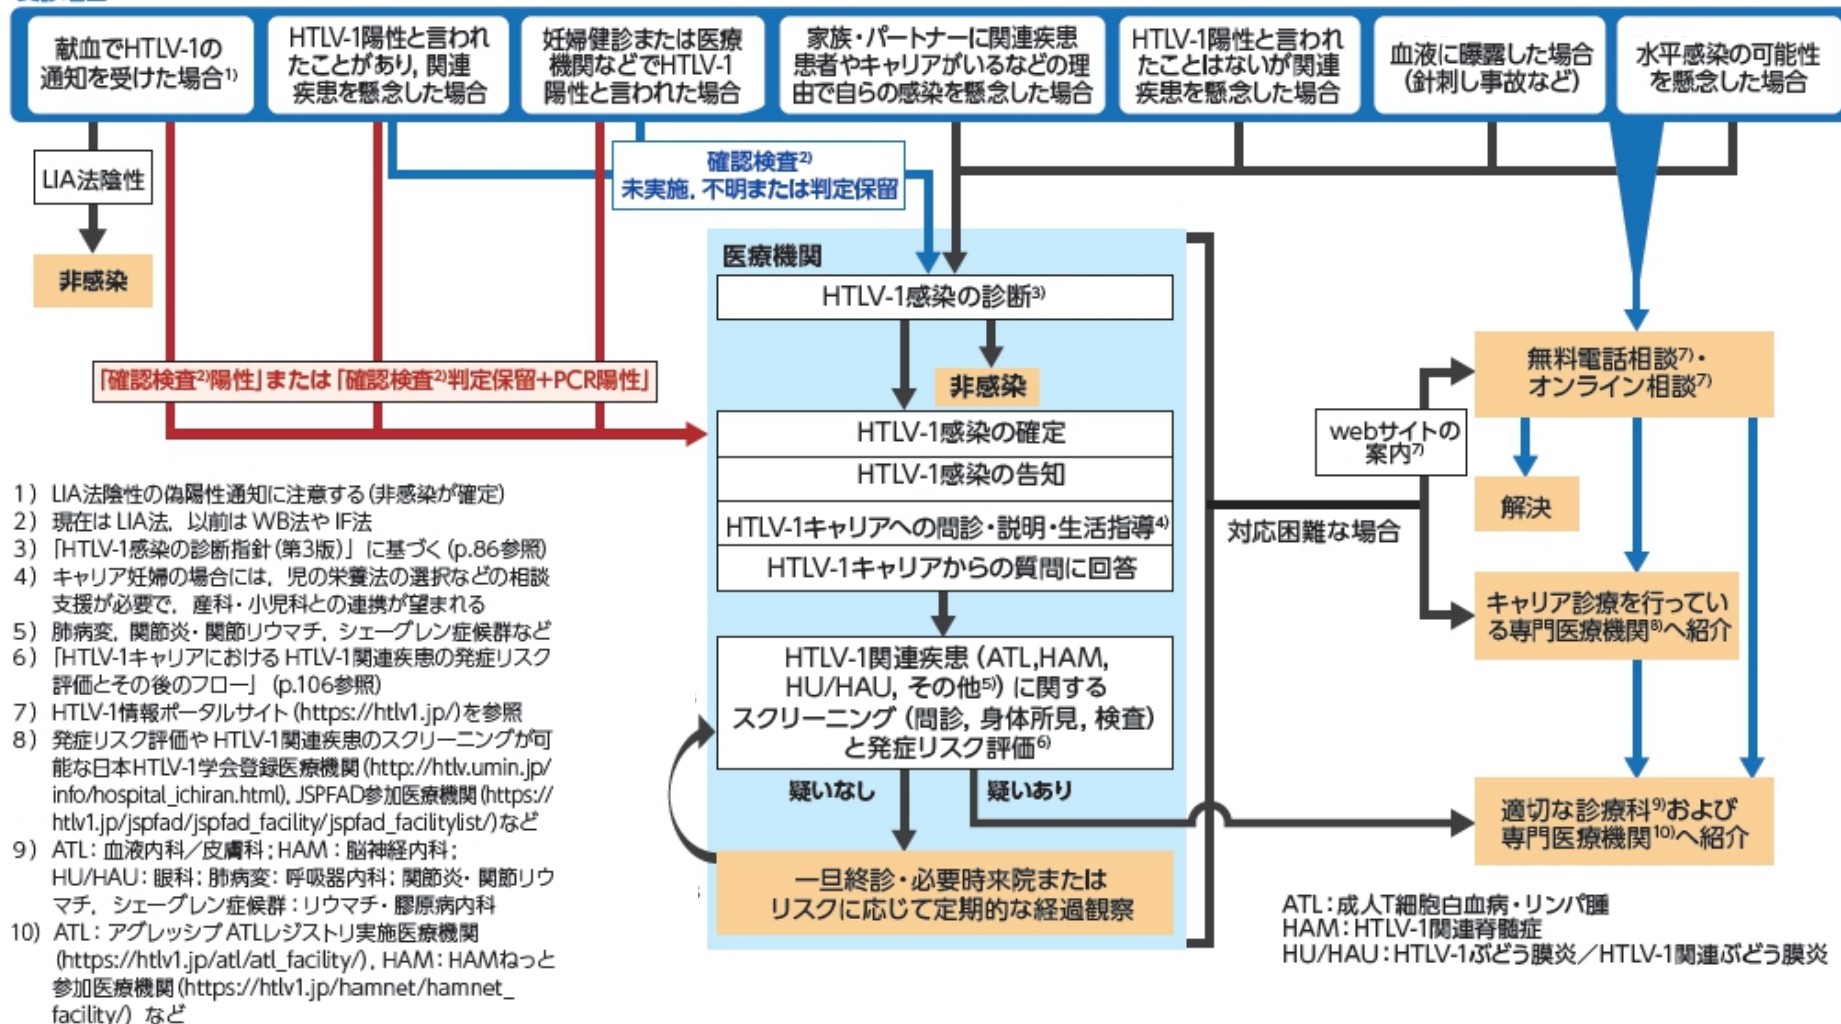 献血でHTLV-1の
通知を受けた場合1)
HTLV-1陽性と言われ
たことがあり，関連
疾患を懸念した場合
妊婦健診または医療
機関などでHTLV-1
陽性と言われた場合
家族・パートナーに関連疾患
患者やキャリアがいるなどの理
由で自らの感染を懸念した場合
HTLV-1陽性と言われ
たことはないが関連
疾患を懸念した場合
血液に曝露した場合
（針刺し事故など）
水平感染の可能性
を懸念した場合
LIA法陰性
非感染
確認検査2)
未実施，不明または判定保留
「確認検査2)陽性」または「確認検査2)判定保留+PCR陽性」
医療機関
HTLV-1感染の診断3)
非感染
HTLV-1感染の確定
HTLV-1感染の告知
HTLV-1キャリアへの問診・説明・生活指導4)
HTLV-1キャリアからの質問に回答
HTLV-1関連疾患（ATL,HAM,
HU/HAU，その他5)）に関する
スクリーニング（問診，身体所見，検査）
と発症リスク評価6)
疑いなし
疑いあり
一旦終診・必要時来院または
リスクに応じて定期的な経過観察
対応困難な場合
webサイトの
案内7)
無料電話相談7)・
オンライン相談7)
解決
キャリア診療を行ってい
る専門医療機関8)へ紹介
適切な診療科9)および
専門医療機関10)へ紹介
1）LIA法陰性の偽陽性通知に注意する（非感染が確定）
2）現在は LIA法，以前は WB法や IF法
3）「HTLV-1感染の診断指針（第3版）」に基づく（p.86参照）
4）キャリア妊婦の場合には，児の栄養法の選択などの相談
支援が必要で，産科・小児科との連携が望まれる
5）肺病変，関節炎・関節リウマチ，シェーグレン症候群など
6）「HTLV-1キャリアにおける HTLV-1関連疾患の発症リスク
評価とその後のフロー」（p.106参照）
7）HTLV-1情報ポータルサイト（https://htlv1.jp/）を参照
8）発症リスク評価や HTLV-1関連疾患のスクリーニングが可
能な日本HTLV-1学会登録医療機関（http://htlv.umin.jp/
info/hospital_ichiran.html），JSPFAD参加医療機関（https://
htlv1.jp/jspfad/jspfad_facility/jspfad_facilitylist/）など
9）ATL：血液内科／皮膚科；HAM：脳神経内科；
HU/HAU：眼科；肺病変：呼吸器内科；関節炎・関節リウ
マチ，シェーグレン症候群：リウマチ・膠原病内科
10）ATL：アグレッシブ ATLレジストリ実施医療機関
（https://htlv1.jp/atl/atl_facility/），HAM：HAMねっと
参加医療機関（https://htlv1.jp/hamnet/hamnet_
facility/）など
ATL：成人T細胞白血病・リンパ腫
HAM：HTLV-1関連脊髄症
HU/HAU：HTLV-1ぶどう膜炎／HTLV-1関連ぶどう膜炎